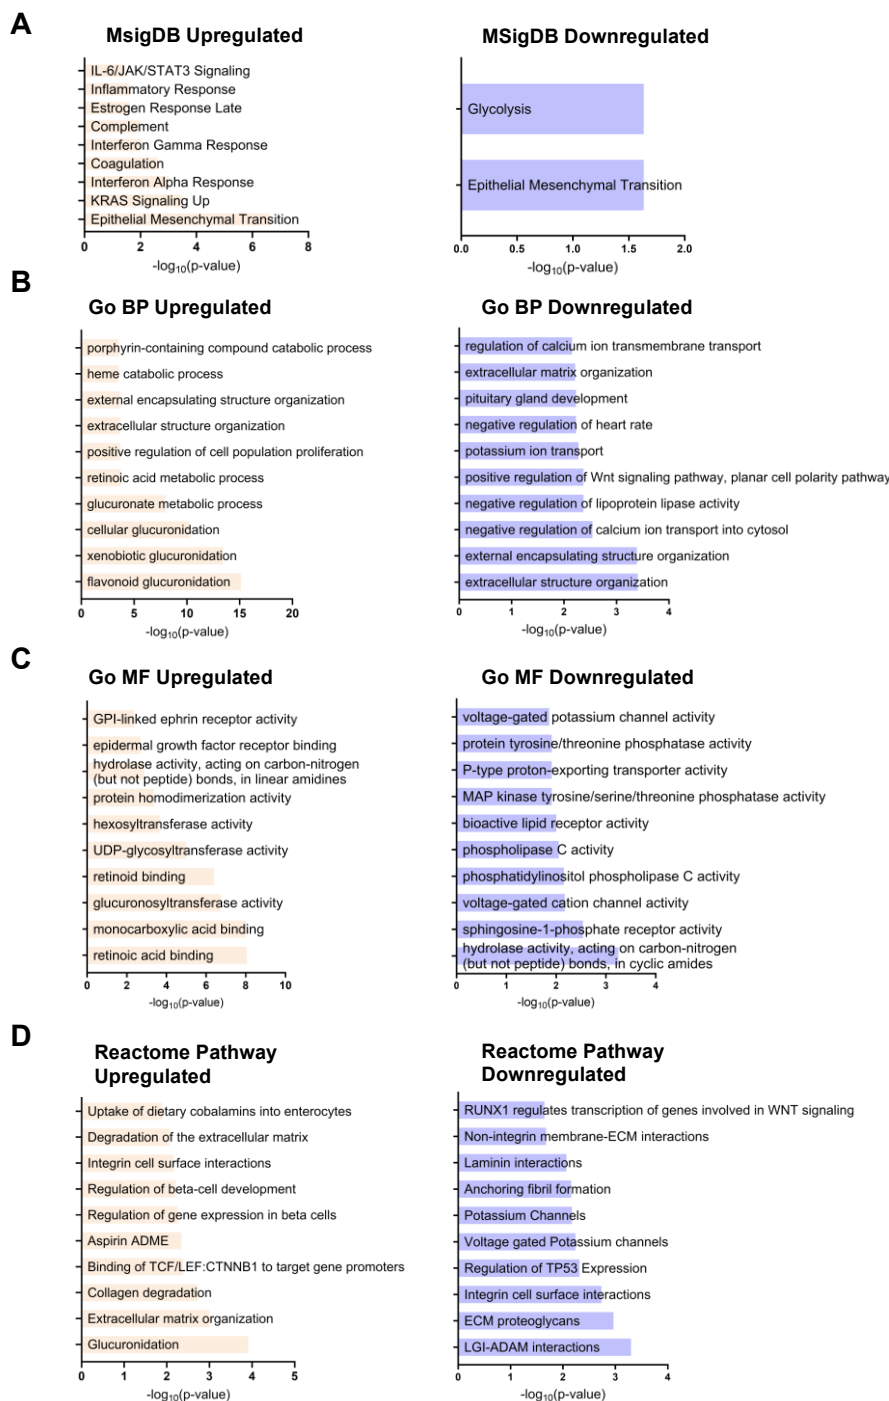 A
MsigDB Upregulated
IL-6/JAK/STAT3 Signaling
Inflammatory Response
Estrogen Response Late
Complement
Interferon Gamma Response
Coagulation
Interferon Alpha Response
KRAS Signaling Up
Epithelial Mesenchymal Transition
0 2 4 6 8
-log10(p-value)
MSigDB Downregulated
Glycolysis
Epithelial Mesenchymal Transition
0.0 0.5 1.0 1.5 2.0
-log10(p-value)
B
Go BP Upregulated
porphyrin-containing compound catabolic process
heme catabolic process
external encapsulating structure organization
extracellular structure organization
positive regulation of cell population proliferation
retinoic acid metabolic process
glucuronate metabolic process
cellular glucuronidation
xenobiotic glucuronidation
flavonoid glucuronidation
0 5 10 15 20
-log10(p-value)
Go BP Downregulated
regulation of calcium ion transmembrane transport
extracellular matrix organization
pituitary gland development
negative regulation of heart rate
potassium ion transport
positive regulation of Wnt signaling pathway, planar cell polarity pathway
negative regulation of lipoprotein lipase activity
negative regulation of calcium ion transport into cytosol
external encapsulating structure organization
extracellular structure organization
0 1 2 3 4
-log10(p-value)
C
Go MF Upregulated
GPI-linked ephrin receptor activity
epidermal growth factor receptor binding
hydrolase activity, acting on carbon-nitrogen
(but not peptide) bonds, in linear amidines
protein homodimerization activity
hexosyltransferase activity
UDP-glycosyltransferase activity
retinoid binding
glucuronosyltransferase activity
monocarboxylic acid binding
retinoic acid binding
0 2 4 6 8 10
-log10(p-value)
Go MF Downregulated
voltage-gated potassium channel activity
protein tyrosine/threonine phosphatase activity
P-type proton-exporting transporter activity
MAP kinase tyrosine/serine/threonine phosphatase activity
bioactive lipid receptor activity
phospholipase C activity
phosphatidylinositol phospholipase C activity
voltage-gated cation channel activity
sphingosine-1-phosphate receptor activity
hydrolase activity, acting on carbon-nitrogen
(but not peptide) bonds, in cyclic amides
0 1 2 3 4
-log10(p-value)
D
Reactome Pathway
Upregulated
Uptake of dietary cobalamins into enterocytes
Degradation of the extracellular matrix
Integrin cell surface interactions
Regulation of beta-cell development
Regulation of gene expression in beta cells
Aspirin ADME
Binding of TCF/LEF:CTNNB1 to target gene promoters
Collagen degradation
Extracellular matrix organization
Glucuronidation
0 1 2 3 4 5
-log10(p-value)
Reactome Pathway
Downregulated
RUNX1 regulates transcription of genes involved in WNT signaling
Non-integrin membrane-ECM interactions
Laminin interactions
Anchoring fibril formation
Potassium Channels
Voltage gated Potassium channels
Regulation of TP53 Expression
Integrin cell surface interactions
ECM proteoglycans
LGI-ADAM interactions
0 1 2 3 4
-log10(p-value)